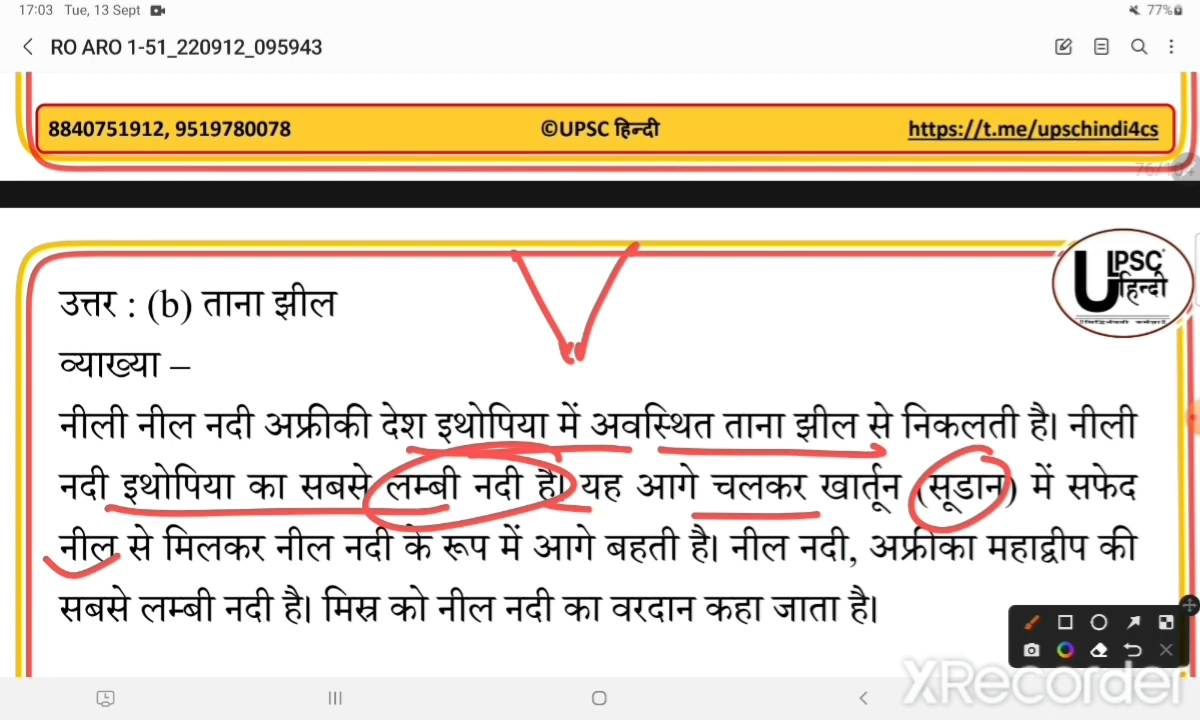 17:03 Tue, 13 Sept 77%
RO ARO 1-51_220912_095943
8840751912, 9519780078 ©UPSC हिन्दी https://t.me/upschindi4cs
UPSC
हिन्दी
उत्तर : (b) ताना झील
व्याख्या –
नीली नील नदी अफ्रीकी देश इथोपिया में अवस्थित ताना झील से निकलती है। नीली
नदी इथोपिया का सबसे लम्बी नदी है। यह आगे चलकर खार्तून (सूडान) में सफेद
नील से मिलकर नील नदी के रूप में आगे बहती है। नील नदी, अफ्रीका महाद्वीप की
सबसे लम्बी नदी है। मिस्र को नील नदी का वरदान कहा जाता है।
XRecorder